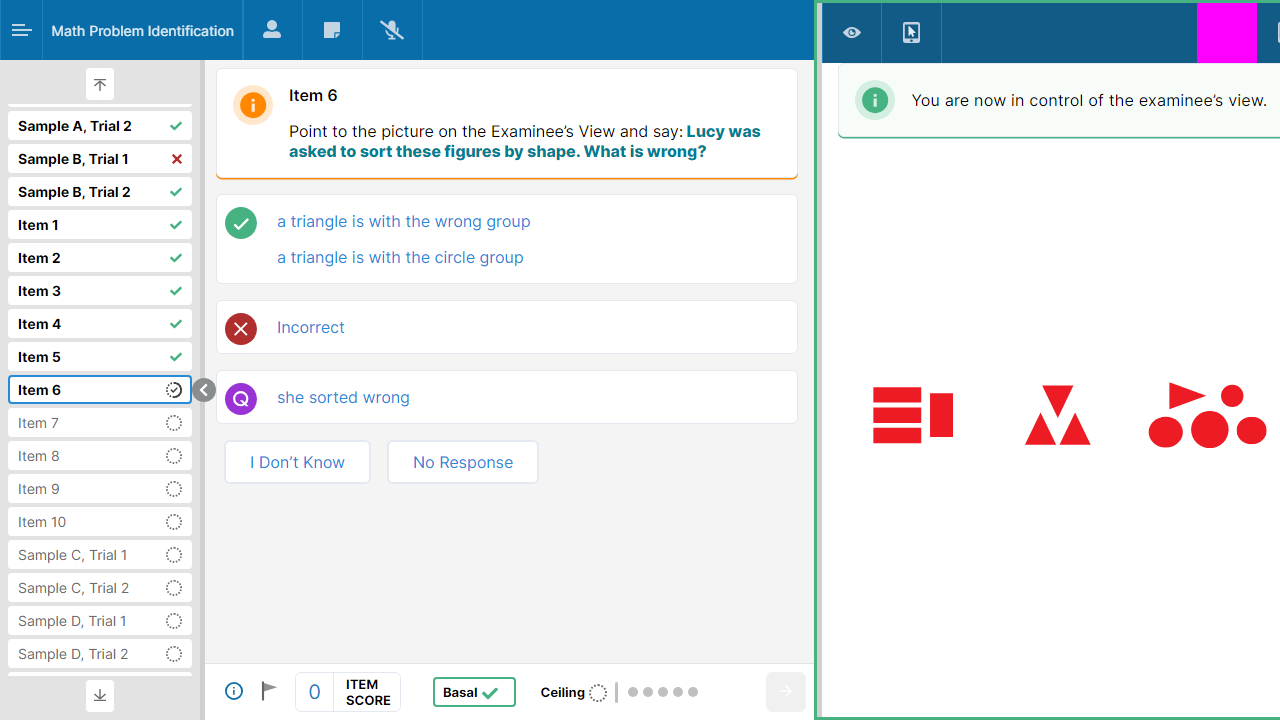 Math Problem Identification
Sample A, Trial 2
Sample B, Trial 1
Sample B, Trial 2
Item 1
Item 2
Item 3
Item 4
Item 5
Item 6
Item 7
Item 8
Item 9
Item 10
Sample C, Trial 1
Sample C, Trial 2
Sample D, Trial 1
Sample D, Trial 2
Item 6
Point to the picture on the Examinee’s View and say: Lucy was
asked to sort these figures by shape. What is wrong?
a triangle is with the wrong group
a triangle is with the circle group
Incorrect
Q
she sorted wrong
I Don’t Know
No Response
0
ITEM
SCORE
Basal
Ceiling
You are now in control of the examinee’s view.